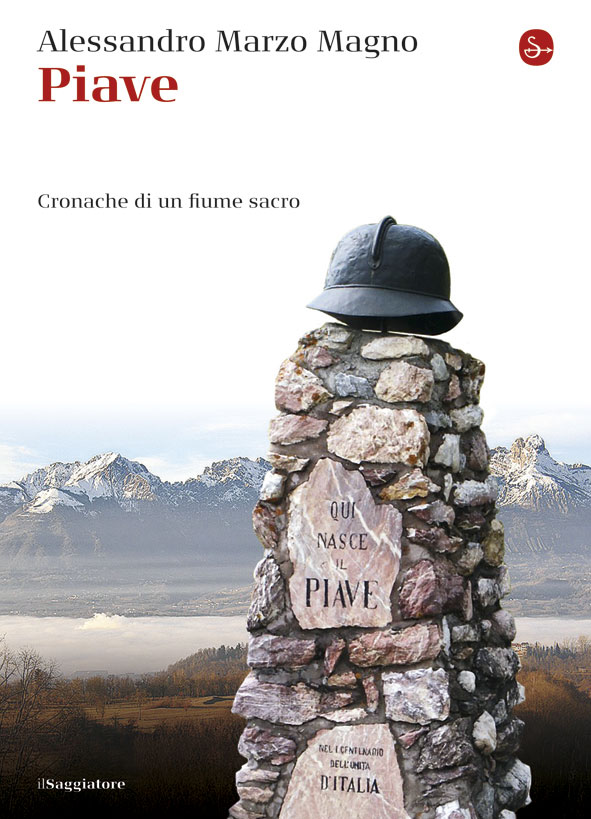 Alessandro Marzo Magno
Piave
Cronache di un fiume sacro
QUI
NASCE
IL
PIAVE
NEL I CENTENARIO
DELL'UNITÀ
D'ITALIA
ilSaggiatore